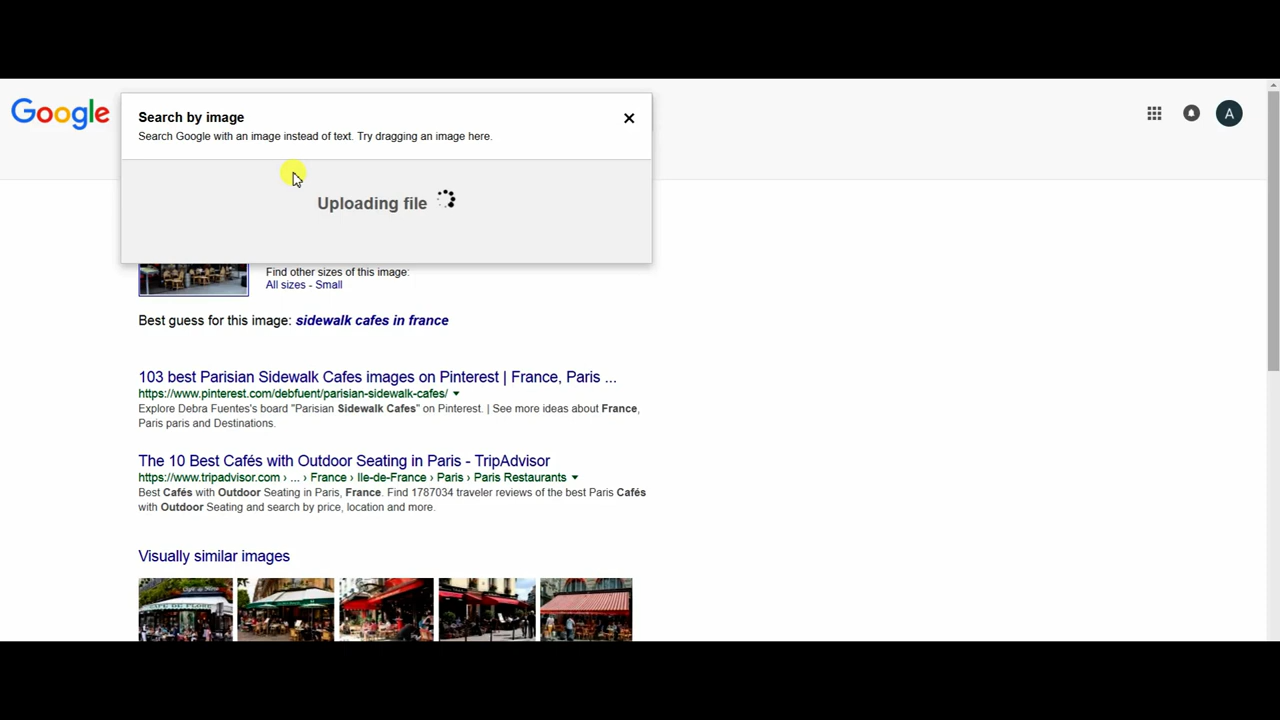 Google
Search by image
Search Google with an image instead of text. Try dragging an image here.
A
Uploading file
Find other sizes of this image:
All sizes - Small
Best guess for this image: sidewalk cafes in france
103 best Parisian Sidewalk Cafes images on Pinterest | France, Paris ...
https://www.pinterest.com/debfuent/parisian-sidewalk-cafes/
Explore Debra Fuentes's board "Parisian Sidewalk Cafes" on Pinterest. | See more ideas about France,
Paris paris and Destinations.
The 10 Best Cafés with Outdoor Seating in Paris - TripAdvisor
https://www.tripadvisor.com › ... › France › Ile-de-France › Paris › Paris Restaurants
Best Cafés with Outdoor Seating in Paris, France. Find 1787034 traveler reviews of the best Paris Cafés
with Outdoor Seating and search by price, location and more.
Visually similar images
CAFE DE FLORE